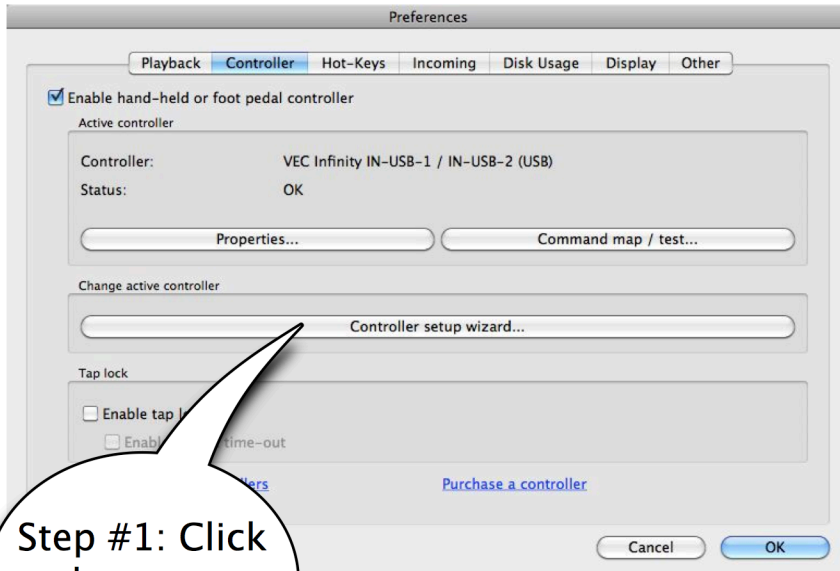 Preferences
Playback Controller Hot-Keys Incoming Disk Usage Display Other
Enable hand-held or foot pedal controller
Active controller
Controller: VEC Infinity IN-USB-1 / IN-USB-2 (USB)
Status: OK
Properties... Command map / test...
Change active controller
Controller setup wizard...
Tap lock
Enable tap
Enable time-out
Purchase a controller
Step #1: Click
Cancel OK